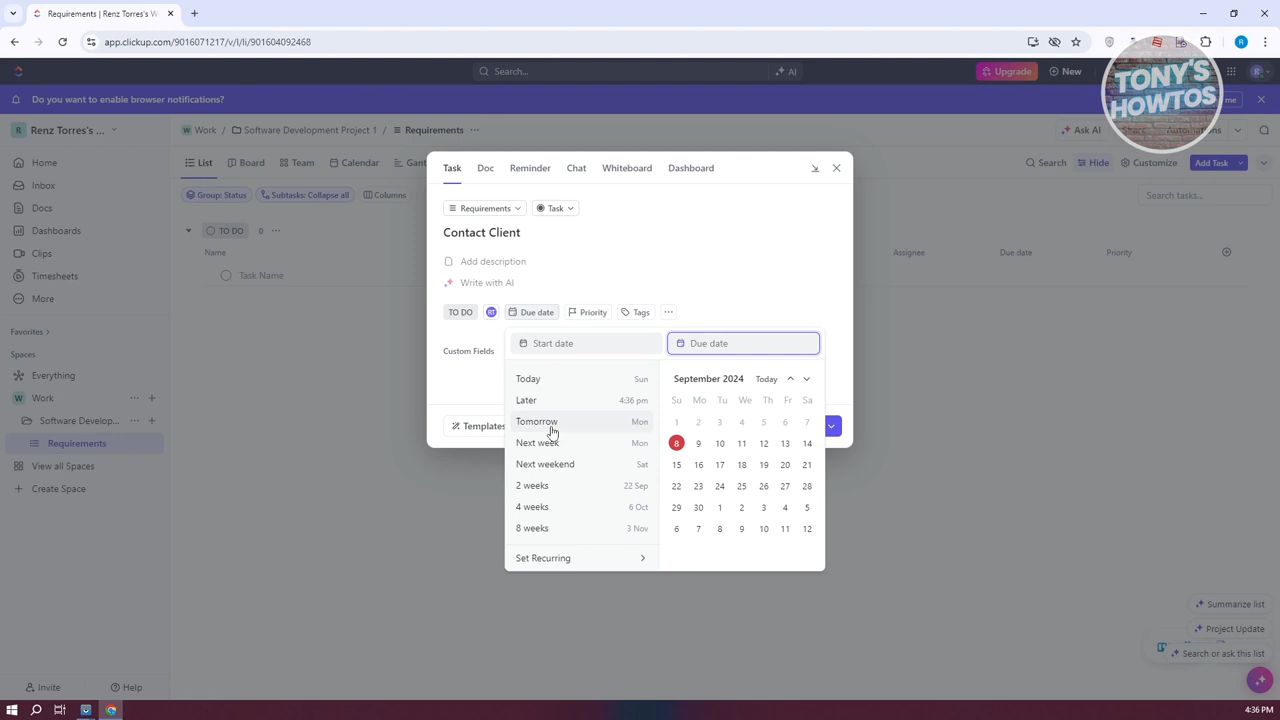 Requirements | Renz Torres's W
app.clickup.com/9016071217/v/l/li/901604092468
R
Search...
AI
Upgrade
New
R
TONY'S
HOWTOS
Do you want to enable browser notifications?
me
R
Renz Torres's ...
Work / Software Development Project 1 / Requirements ...
Ask AI
Share
Automations
Home
Inbox
Docs
Dashboards
Clips
Timesheets
More
Favorites
Spaces
Everything
W Work
Software Develop...
Requirements
View all Spaces
Create Space
Invite
Help
List
Board
Team
Calendar
Gant
Search
Hide
Customize
Add Task
Group: Status
Subtasks: Collapse all
Columns
Search tasks...
TO DO 0 ...
Name
Assignee
Due date
Priority
Task Name
Task
Doc
Reminder
Chat
Whiteboard
Dashboard
Requirements
Task
Contact Client
Add description
Write with AI
TO DO
RT
Due date
Priority
Tags
...
Custom Fields
Templates
Start date
Due date
Today Sun
Later 4:36 pm
Tomorrow Mon
Next week Mon
Next weekend Sat
2 weeks 22 Sep
4 weeks 6 Oct
8 weeks 3 Nov
Set Recurring
September 2024 Today
Su Mo Tu We Th Fr Sa
1 2 3 4 5 6 7
8 9 10 11 12 13 14
15 16 17 18 19 20 21
22 23 24 25 26 27 28
29 30 1 2 3 4 5
6 7 8 9 10 11 12
Summarize list
Project Update
Search or ask this list
4:36 PM